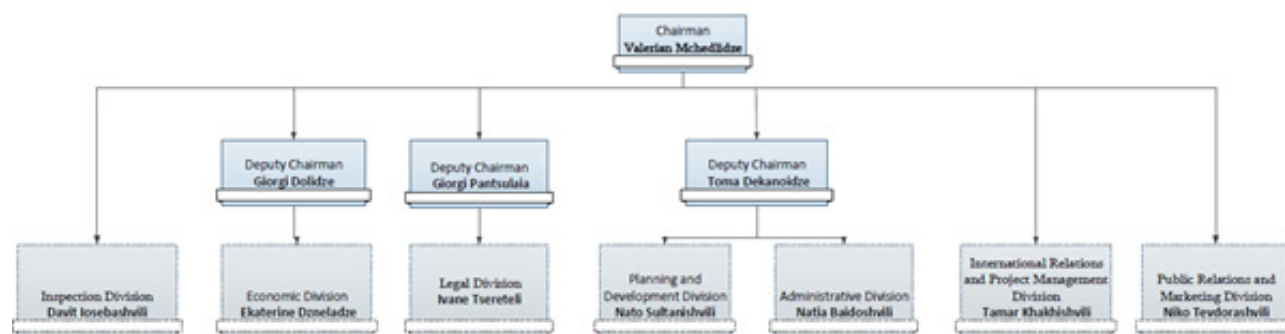 Chairman
Valerian Mchedlidze
Deputy Chairman
Giorgi Dolidze
Deputy Chairman
Giorgi Pantsulaia
Deputy Chairman
Toma Dekanoidze
Inspection Division
Davit Iosebashvili
Economic Division
Ekaterine Dzneladze
Legal Division
Ivane Tsereteli
Planning and
Development Division
Nato Sultanishvili
Administrative Division
Natia Baidoshvili
International Relations
and Project Management
Division
Tamar Khakhishvili
Public Relations and
Marketing Division
Niko Tevdorashvili